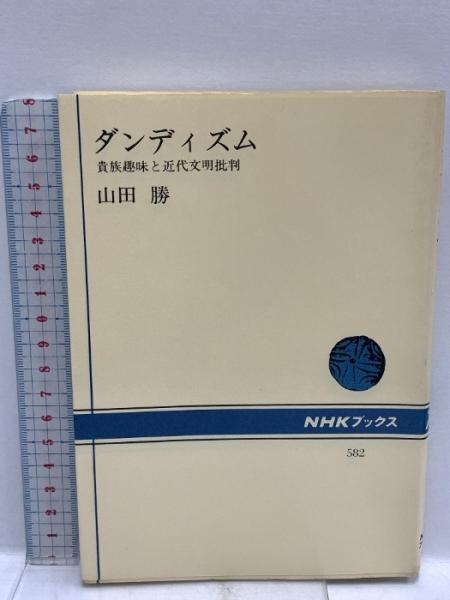 ダンディズム
貴族趣味と近代文明批判
山田 勝
NHKブックス
582